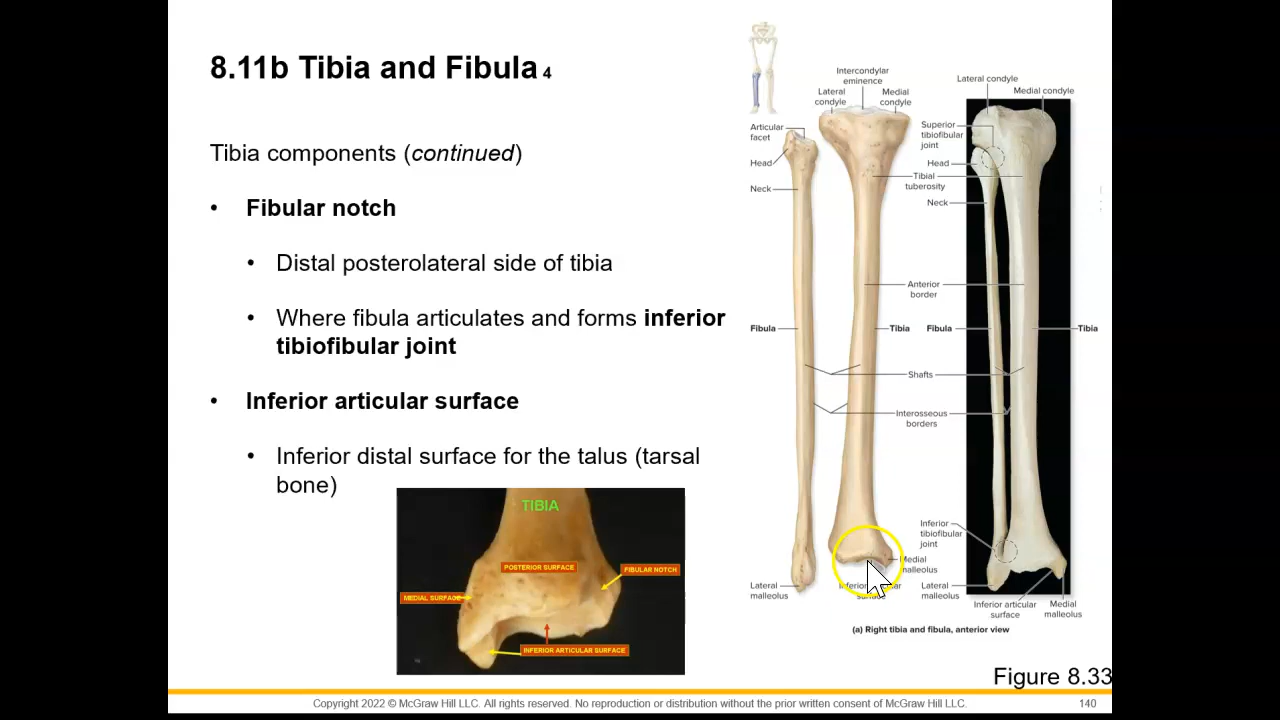 8.11b Tibia and Fibula 4
Tibia components (continued)
• Fibular notch
• Distal posterolateral side of tibia
• Where fibula articulates and forms inferior
tibiofibular joint
• Inferior articular surface
• Inferior distal surface for the talus (tarsal
bone)
TIBIA
POSTERIOR SURFACE
FIBULAR NOTCH
MEDIAL SURFACE
INFERIOR ARTICULAR SURFACE
Intercondylar
eminence
Lateral
condyle
Medial
condyle
Articular
facet
Head
Neck
Lateral condyle
Medial condyle
Superior
tibiofibular
joint
Head
Tibial
tuberosity
Neck
Anterior
border
Fibula
Tibia
Fibula
Tibia
Shafts
Interosseous
borders
Inferior
tibiofibular
joint
Medial
malleolus
Lateral
malleolus
Lateral
malleolus
Inferior articular
surface
Medial
malleolus
(a) Right tibia and fibula, anterior view
Figure 8.33
Copyright 2022 © McGraw Hill LLC. All rights reserved. No reproduction or distribution without the prior written consent of McGraw Hill LLC.
140